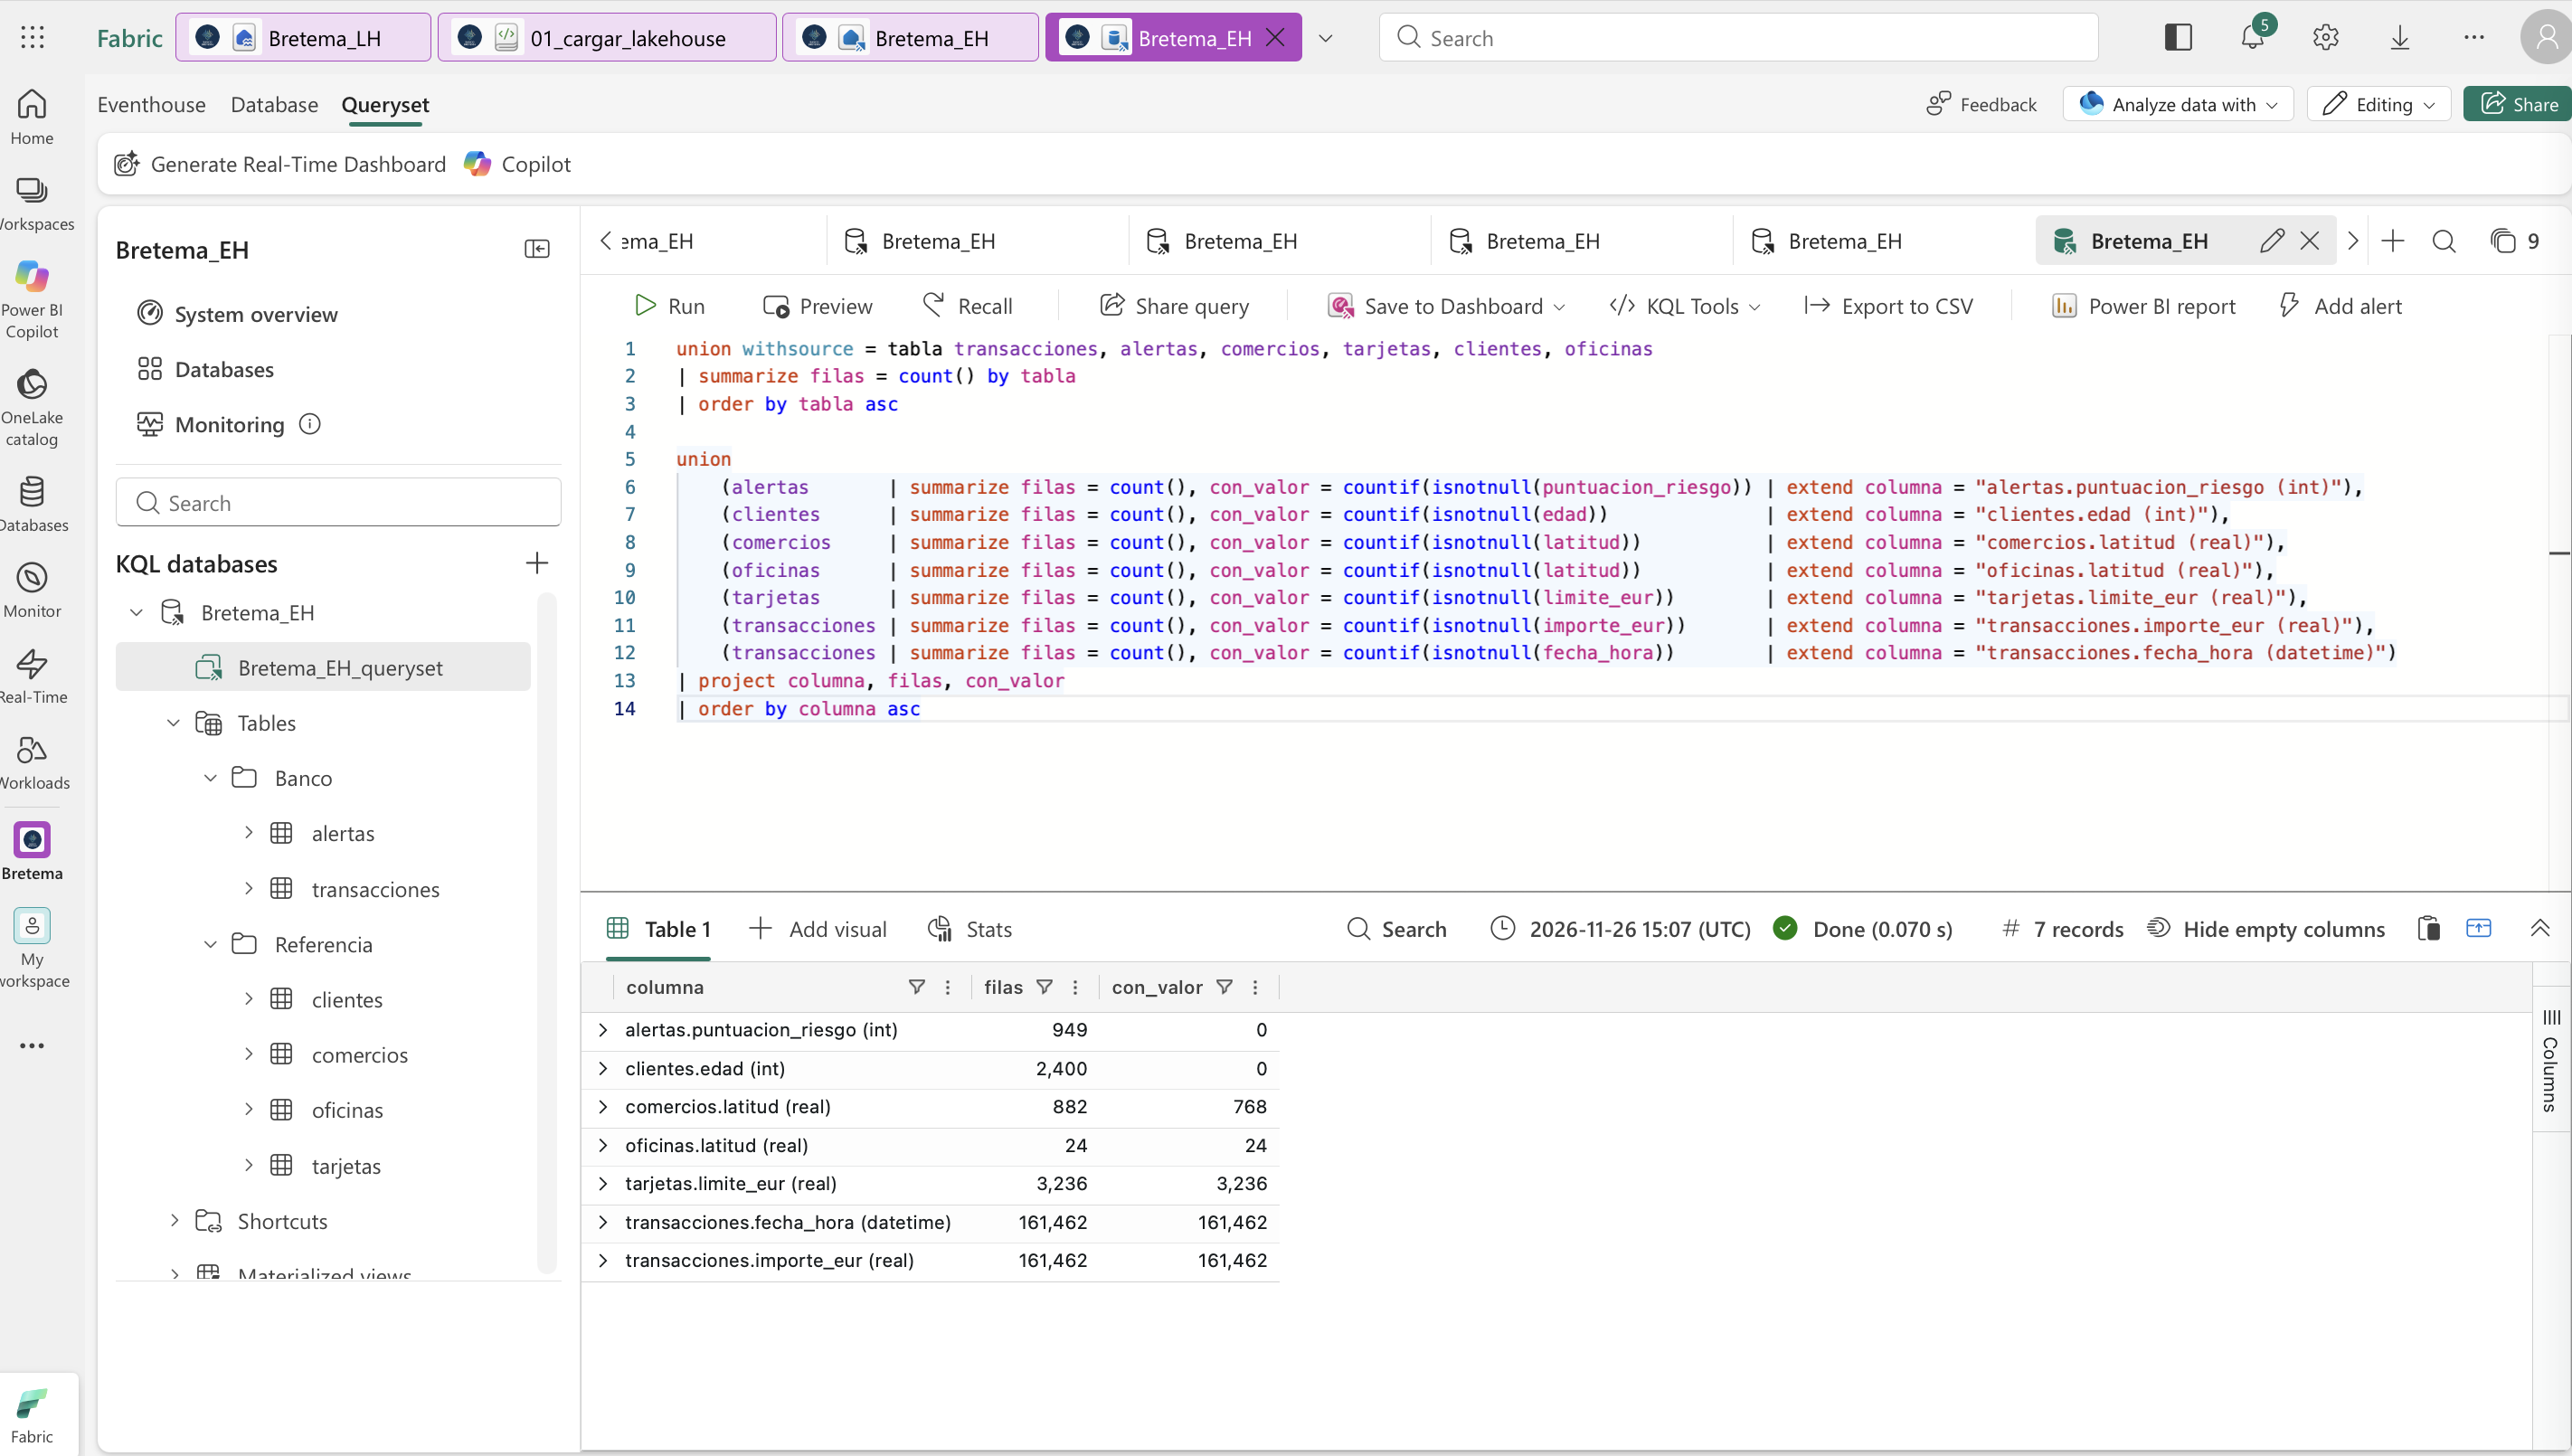 Fabric
Bretema_LH
01_cargar_lakehouse
Bretema_EH
Bretema_EH
Search
5
Eventhouse
Database
Queryset
Feedback
Analyze data with
Editing
Share
Generate Real-Time Dashboard
Copilot
Home
Workspaces
Power BI
Copilot
OneLake
catalog
Databases
Monitor
Real-Time
Workloads
Bretema
My
workspace
Fabric
Bretema_EH
System overview
Databases
Monitoring
Search
KQL databases
Bretema_EH
Bretema_EH_queryset
Tables
Banco
alertas
transacciones
Referencia
clientes
comercios
oficinas
tarjetas
Shortcuts
Materialized views
ema_EH
Bretema_EH
Bretema_EH
Bretema_EH
Bretema_EH
Bretema_EH
9
Run
Preview
Recall
Share query
Save to Dashboard
KQL Tools
Export to CSV
Power BI report
Add alert
1 union withsource = tabla transacciones, alertas, comercios, tarjetas, clientes, oficinas
2 | summarize filas = count() by tabla
3 | order by tabla asc
4
5 union
6 (alertas | summarize filas = count(), con_valor = countif(isnotnull(puntuacion_riesgo)) | extend columna = "alertas.puntuacion_riesgo (int)"),
7 (clientes | summarize filas = count(), con_valor = countif(isnotnull(edad)) | extend columna = "clientes.edad (int)"),
8 (comercios | summarize filas = count(), con_valor = countif(isnotnull(latitud)) | extend columna = "comercios.latitud (real)"),
9 (oficinas | summarize filas = count(), con_valor = countif(isnotnull(latitud)) | extend columna = "oficinas.latitud (real)"),
10 (tarjetas | summarize filas = count(), con_valor = countif(isnotnull(limite_eur)) | extend columna = "tarjetas.limite_eur (real)"),
11 (transacciones | summarize filas = count(), con_valor = countif(isnotnull(importe_eur)) | extend columna = "transacciones.importe_eur (real)"),
12 (transacciones | summarize filas = count(), con_valor = countif(isnotnull(fecha_hora)) | extend columna = "transacciones.fecha_hora (datetime)")
13 | project columna, filas, con_valor
14 | order by columna asc
Table 1
Add visual
Stats
Search
2026-11-26 15:07 (UTC)
Done (0.070 s)
7 records
Hide empty columns
columna filas con_valor
alertas.puntuacion_riesgo (int) 949 0
clientes.edad (int) 2,400 0
comercios.latitud (real) 882 768
oficinas.latitud (real) 24 24
tarjetas.limite_eur (real) 3,236 3,236
transacciones.fecha_hora (datetime) 161,462 161,462
transacciones.importe_eur (real) 161,462 161,462
Columns